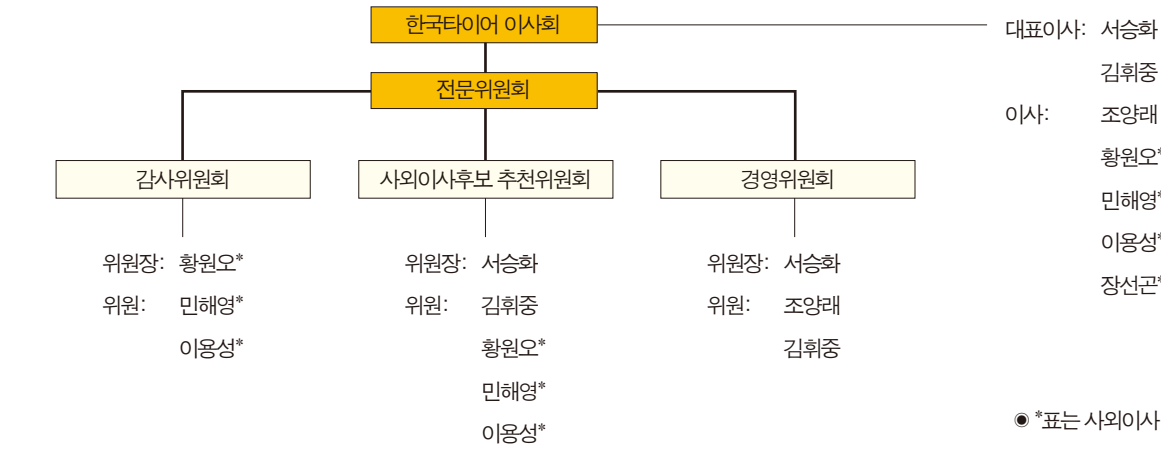 한국타이어 이사회
전문위원회
대표이사: 서승화
김휘중
이사: 조양래
황원오*
민해영*
이용성*
장선곤*
감사위원회
위원장: 황원오*
위원: 민해영*
이용성*
사외이사후보 추천위원회
위원장: 서승화
위원: 김휘중
황원오*
민해영*
이용성*
경영위원회
위원장: 서승화
위원: 조양래
김휘중
◉ *표는 사외이사